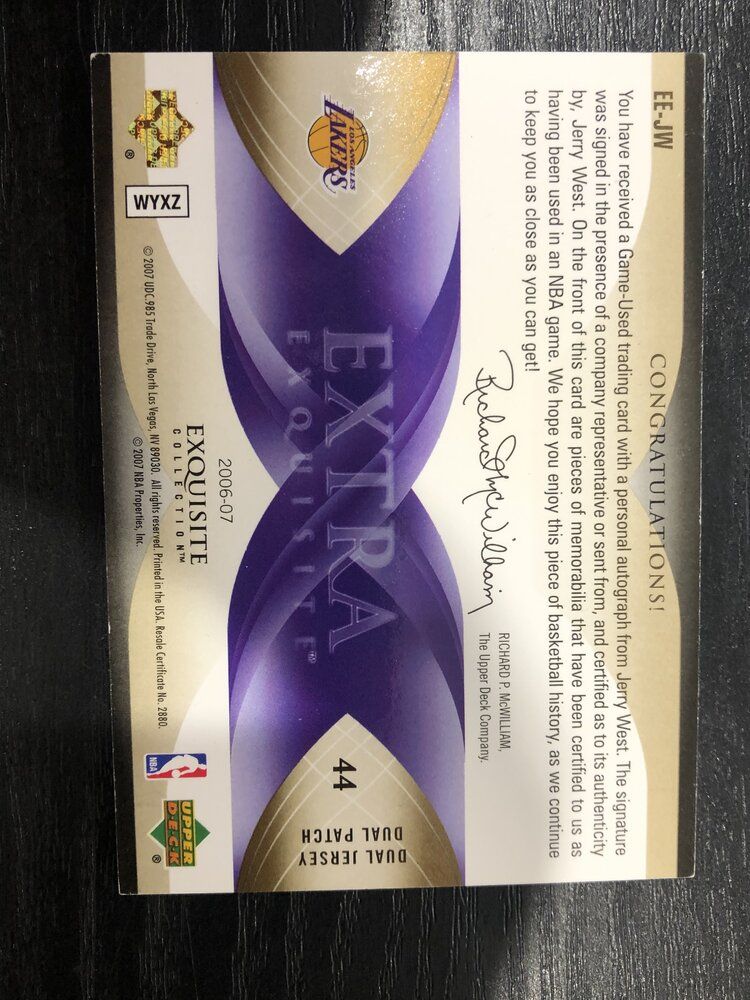 EE-JW
CONGRATULATIONS!
You have received a Game-Used trading card with a personal autograph from Jerry West. The signature
was signed in the presence of a company representative or sent from, and certified as to its authenticity
by, Jerry West. On the front of this card are pieces of memorabilia that have been certified to us as
having been used in an NBA game. We hope you enjoy this piece of basketball history, as we continue
to keep you as close as you can get!
Richard McWilliam
RICHARD P. McWILLIAM,
The Upper Deck Company.
LOS ANGELES
LAKERS
EXTRA
EXQUISITE™
44
DUAL JERSEY
DUAL PATCH
2006-07
EXQUISITE
COLLECTION™
®
WYXZ
© 2007 UDC. 985 Trade Drive, North Las Vegas, NV 89030. All rights reserved. Printed in the USA. Resale Certificate No. 2880.
© 2007 NBA Properties, Inc.
NBA
UPPER
DECK
®